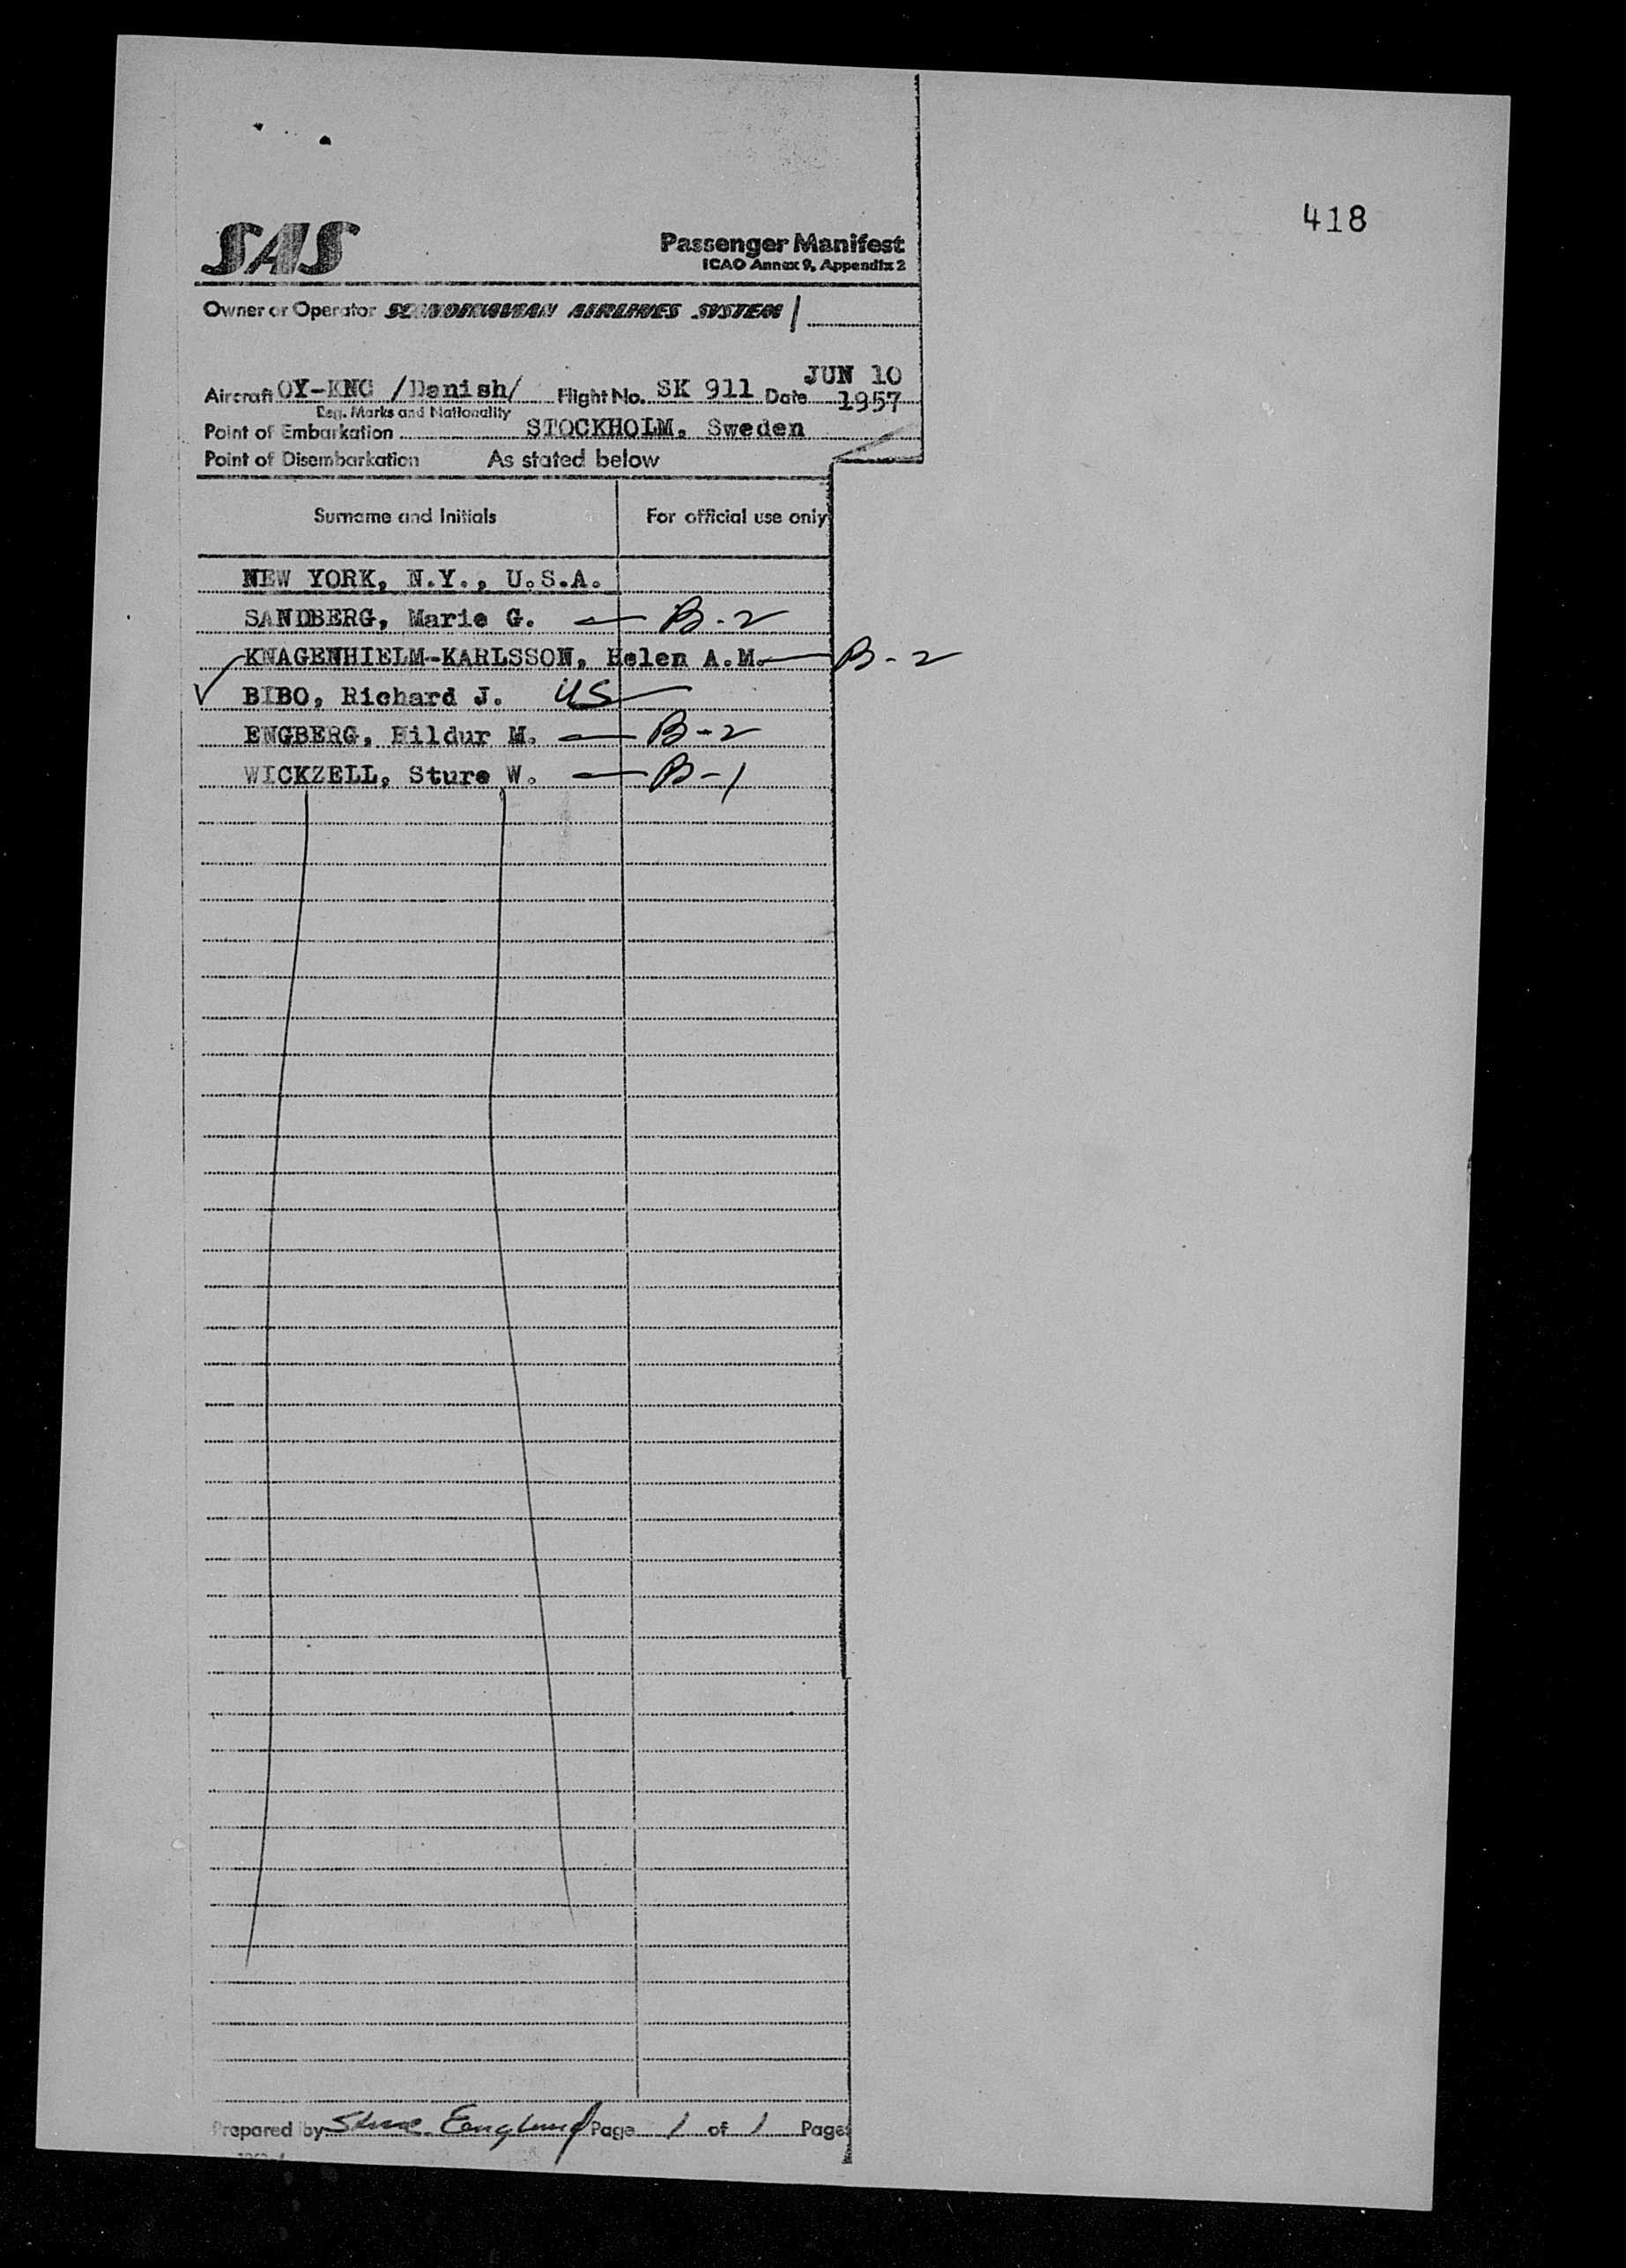 418
SAS
Passenger Manifest
ICAO Annex 9, Appendix 2
Owner or Operator SCANDINAVIAN AIRLINES SYSTEM
JUN 10
Aircraft OY-KNC /Danish/ Flight No. SK 911 Date 1957
Reg. Marks and Nationality
Point of Embarkation STOCKHOLM, Sweden
Point of Disembarkation As stated below
Surname and Initials For official use only
NEW YORK, N.Y., U.S.A.
SANDBERG, Marie G. — B-2
KNAGENHIELM-KARLSSON, Helen A.M. — B-2
BIBO, Richard J. US
ENGBERG, Hildur M. — B-2
WICKZELL, Sture W. — B-1
Prepared by Sture Englund Page 1 of 1 Pages